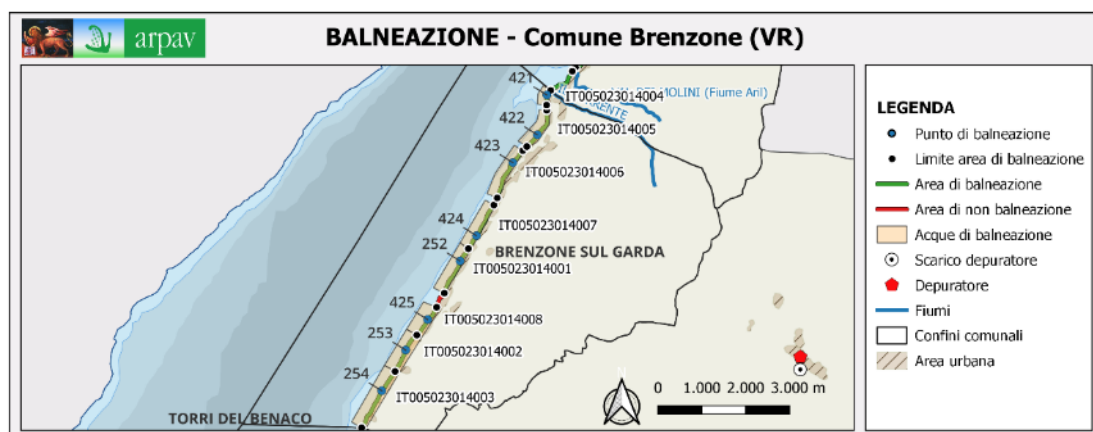 arpav
BALNEAZIONE - Comune Brenzone (VR)
421
MOLINI (Fiume Aril)
IT005023014004
422
IT005023014005
423
IT005023014006
424
IT005023014007
252
BRENZONE SUL GARDA
IT005023014001
425
IT005023014008
253
IT005023014002
254
IT005023014003
TORRI DEL BENACO
N
0 1.000 2.000 3.000 m
LEGENDA
Punto di balneazione
Limite area di balneazione
Area di balneazione
Area di non balneazione
Acque di balneazione
Scarico depuratore
Depuratore
Fiumi
Confini comunali
Area urbana